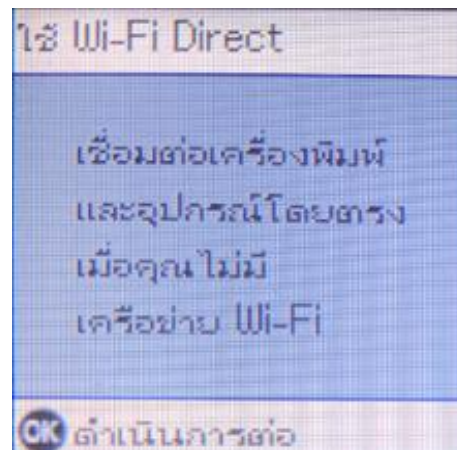 ใช้ Wi-Fi Direct
เชื่อมต่อเครื่องพิมพ์
และอุปกรณ์โดยตรง
เมื่อคุณไม่มี
เครือข่าย Wi-Fi
OK ดำเนินการต่อ